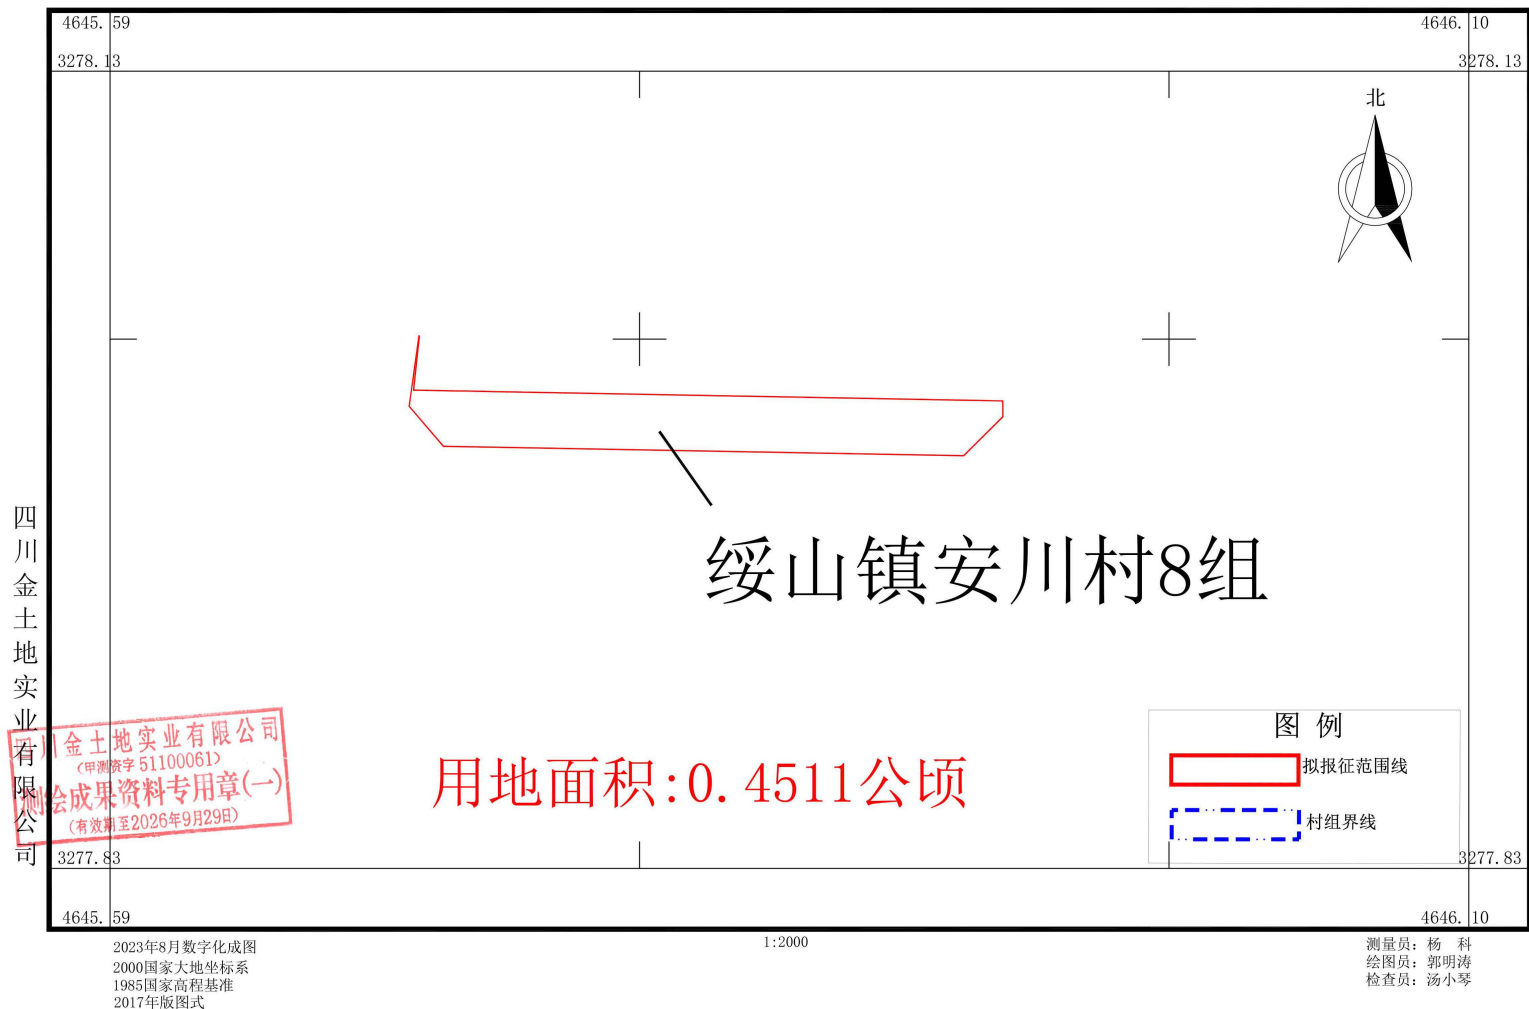 4645.59
4646.10
3278.13
3278.13
北
绥山镇安川村8组
四川金土地实业有限公司
四川金土地实业有限公司
(甲测资字51100061)
测绘成果资料专用章(一)
(有效期至2026年9月29日)
用地面积:0.4511公顷
图 例
拟报征范围线
村组界线
3277.83
3277.83
4645.59
4646.10
2023年8月数字化成图
2000国家大地坐标系
1985国家高程基准
2017年版图式
1:2000
测量员: 杨 科
绘图员: 郭明涛
检查员: 汤小琴